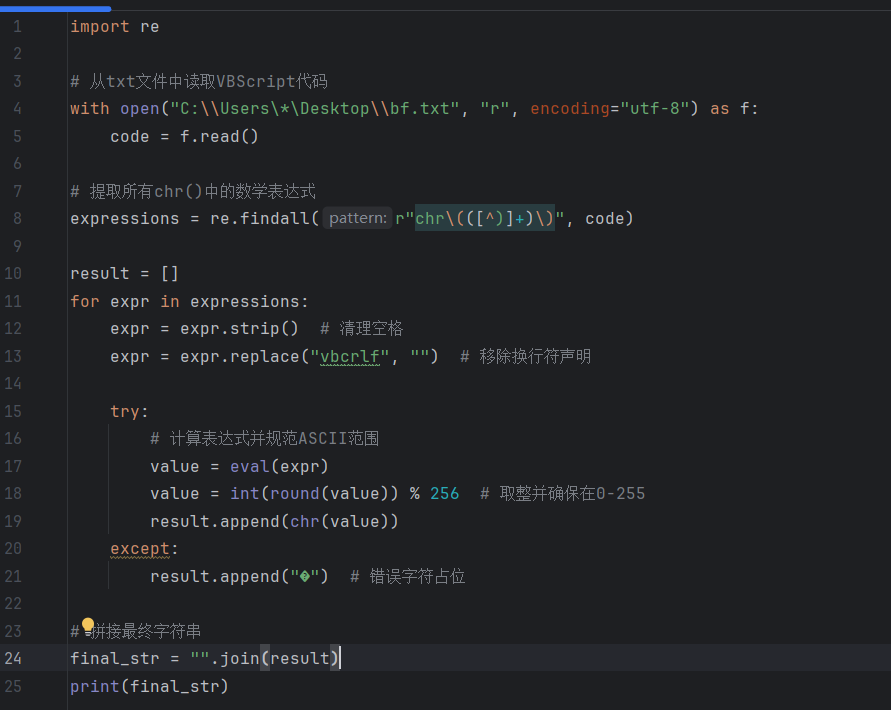 1 import re
2
3 # 从txt文件中读取VBScript代码
4 with open("C:\\Users\*\Desktop\\bf.txt", "r", encoding="utf-8") as f:
5     code = f.read()
6
7 # 提取所有chr()中的数学表达式
8 expressions = re.findall( pattern: r"chr\(([^)]+)\)", code)
9
10 result = []
11 for expr in expressions:
12     expr = expr.strip()  # 清理空格
13     expr = expr.replace("vbcrlf", "")  # 移除换行符声明
14
15     try:
16         # 计算表达式并规范ASCII范围
17         value = eval(expr)
18         value = int(round(value)) % 256  # 取整并确保在0-255
19         result.append(chr(value))
20     except:
21         result.append("�")  # 错误字符占位
22
23 # 拼接最终字符串
24 final_str = "".join(result)
25 print(final_str)